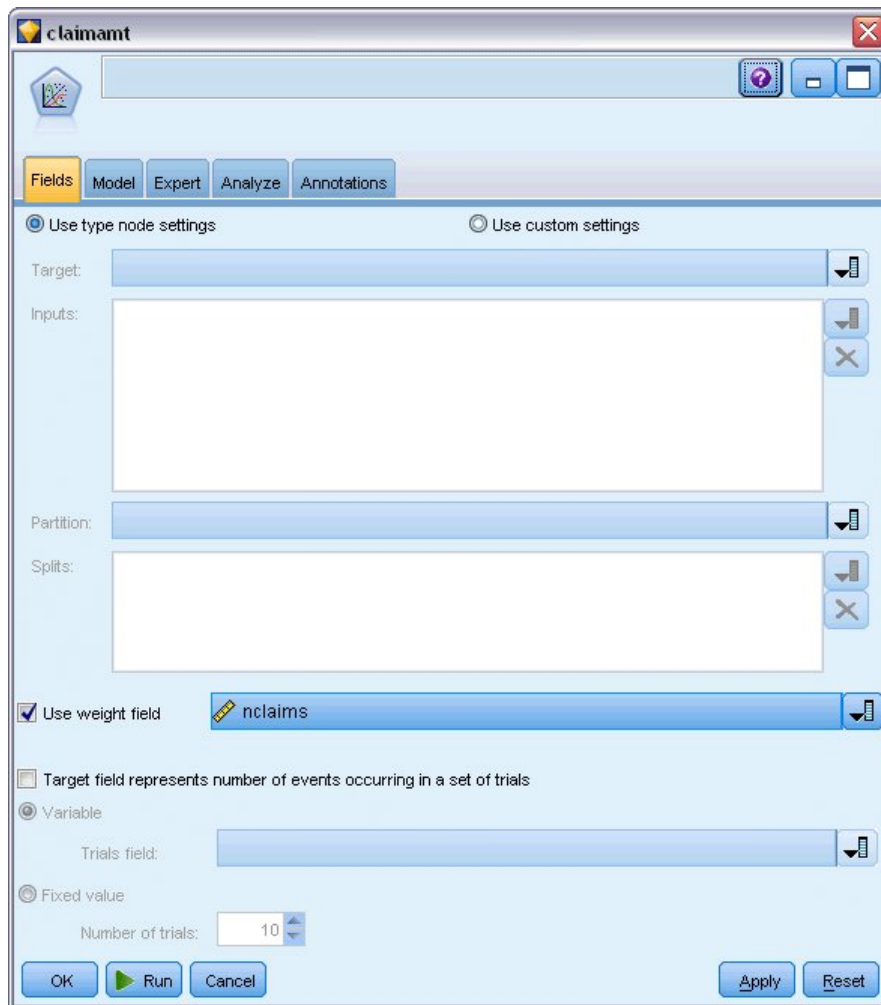 claimamt
Fields Model Expert Analyze Annotations
Use type node settings Use custom settings
Target:
Inputs:
Partition:
Splits:
Use weight field nclaims
Target field represents number of events occurring in a set of trials
Variable
Trials field:
Fixed value
Number of trials: 10
OK Run Cancel Apply Reset